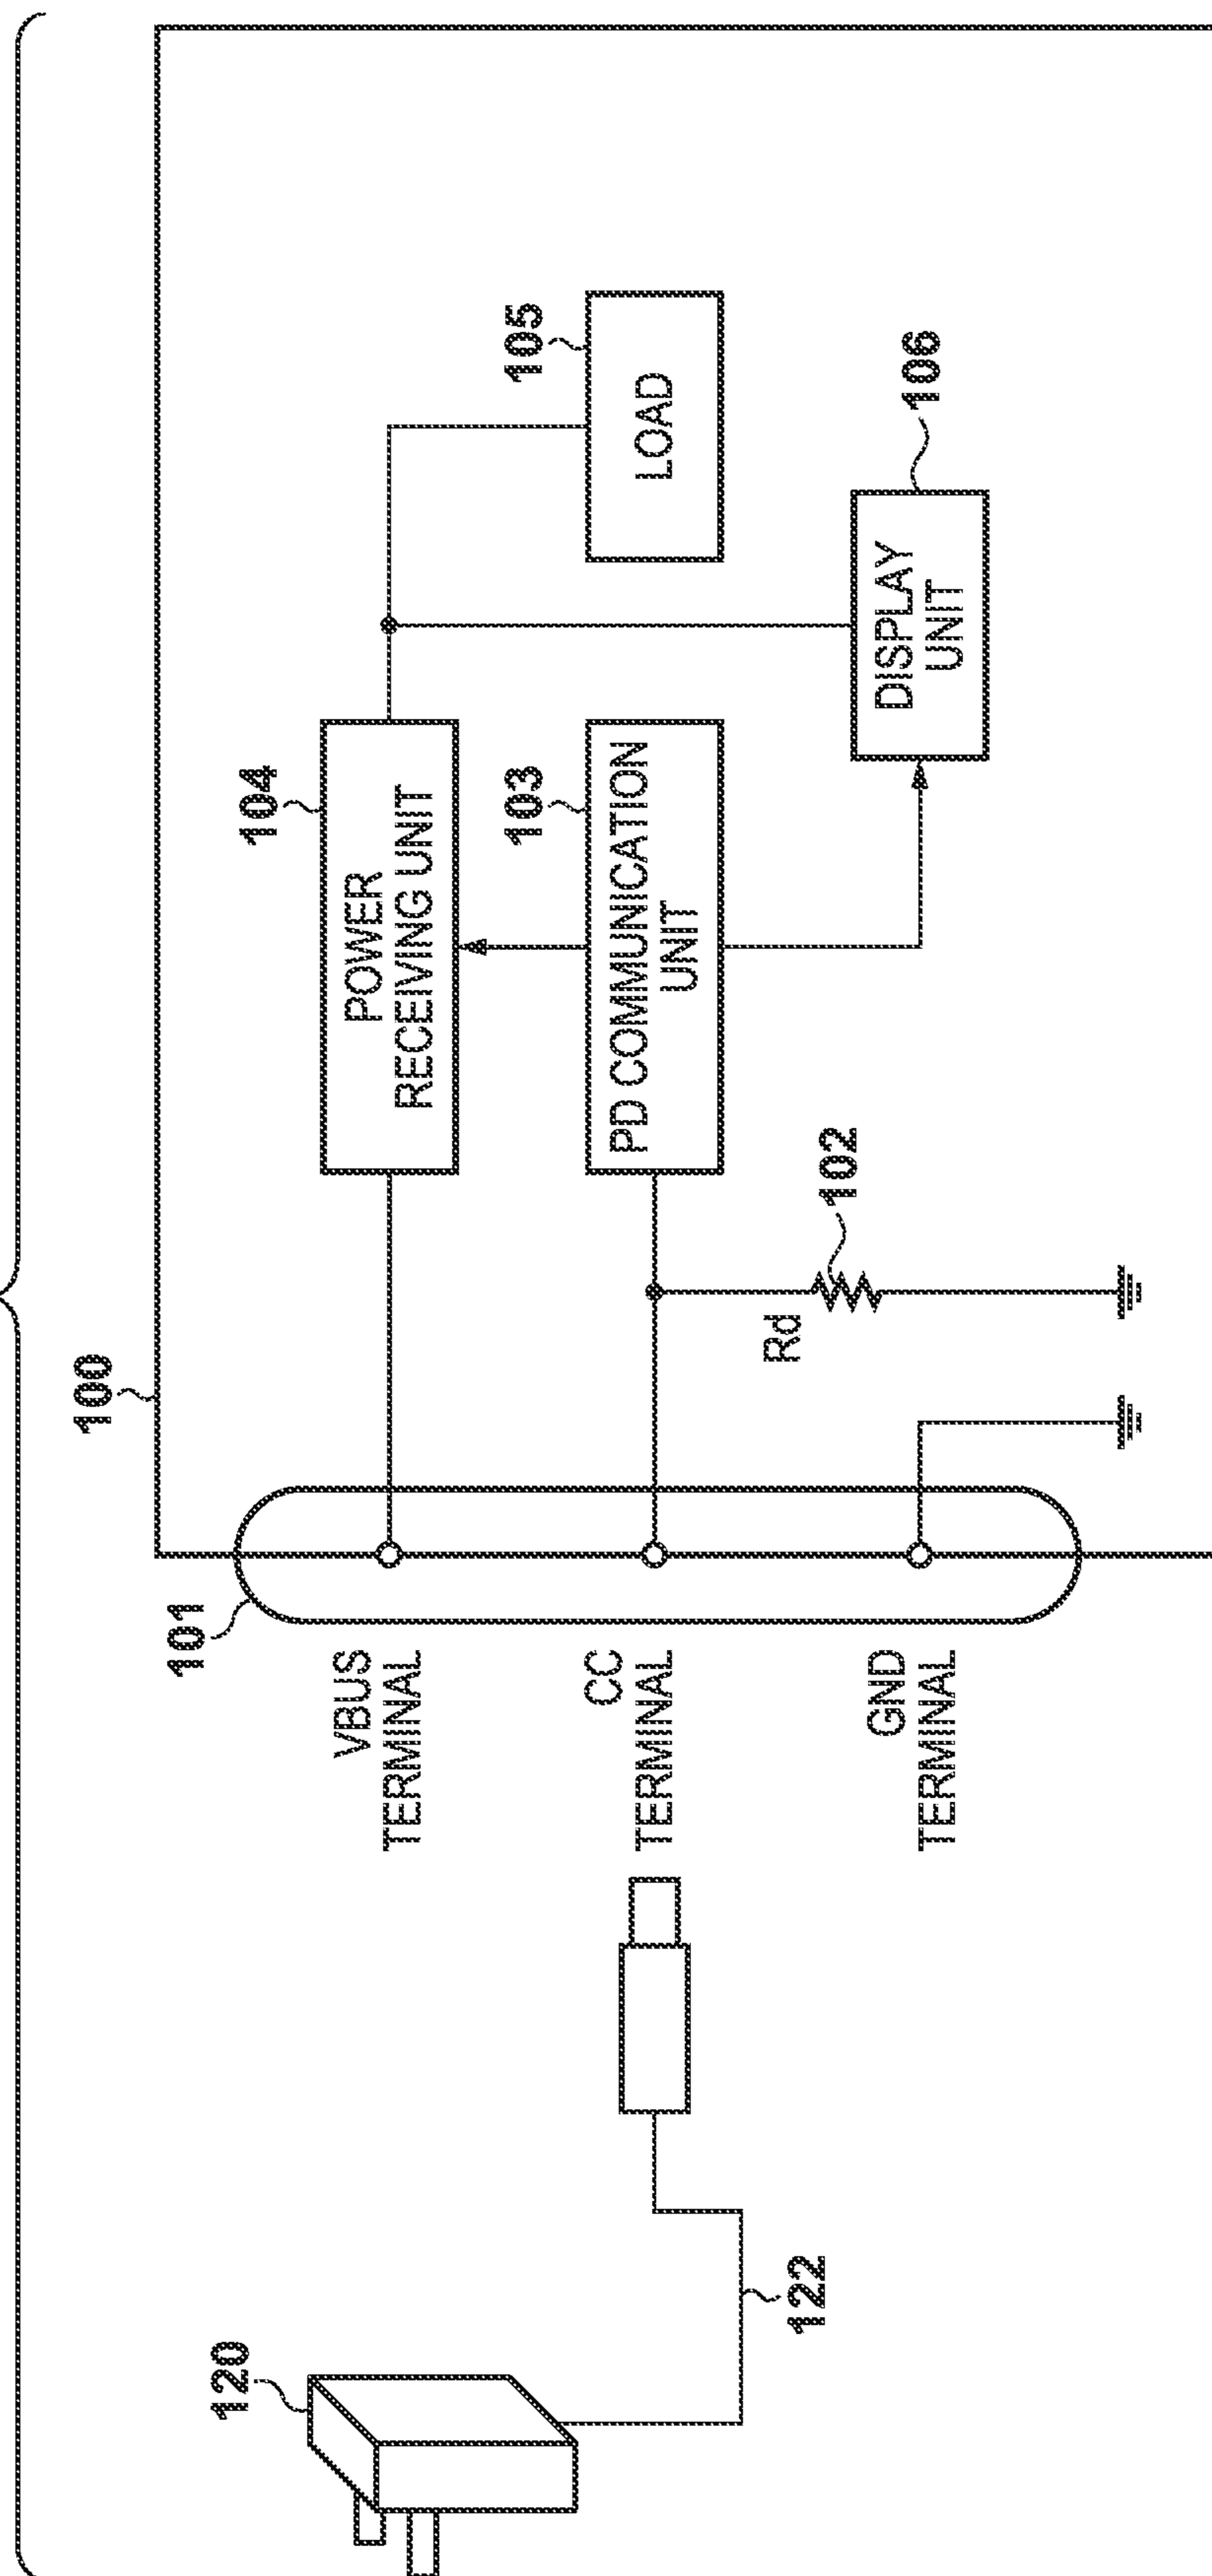 100
101
VBUS
TERMINAL
CC
TERMINAL
GND
TERMINAL
120
122
104
POWER
RECEIVING UNIT
103
PD COMMUNICATION
UNIT
102
Rd
105
LOAD
106
DISPLAY
UNIT